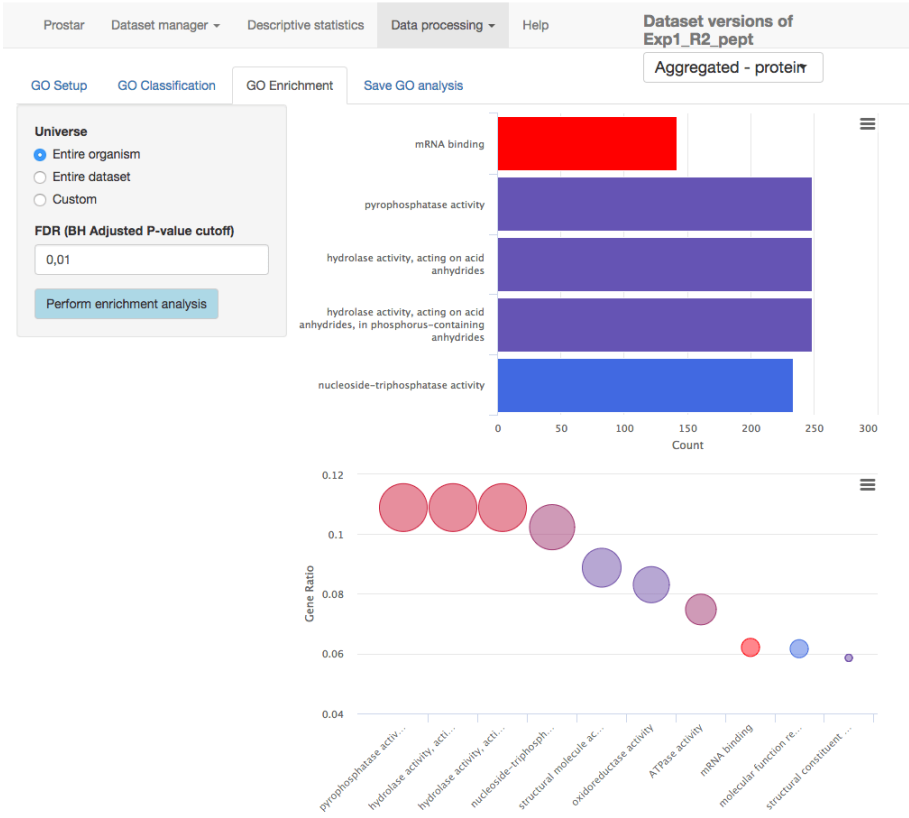 Prostar
Dataset manager
Descriptive statistics
Data processing
Help
Dataset versions of
Exp1_R2_pept
Aggregated - protein
GO Setup
GO Classification
GO Enrichment
Save GO analysis
Universe
Entire organism
Entire dataset
Custom
FDR (BH Adjusted P-value cutoff)
0,01
Perform enrichment analysis
mRNA binding
pyrophosphatase activity
hydrolase activity, acting on acid
anhydrides
hydrolase activity, acting on acid
anhydrides, in phosphorus-containing
anhydrides
nucleoside-triphosphatase activity
0 50 100 150 200 250 300
Count
0.12
0.1
0.08
0.06
0.04
Gene Ratio
pyrophosphatase activ...
hydrolase activity, acti...
hydrolase activity, acti...
nucleoside-triphosph...
structural molecule ac...
oxidoreductase activity
ATPase activity
mRNA binding
molecular function re...
structural constituent ...